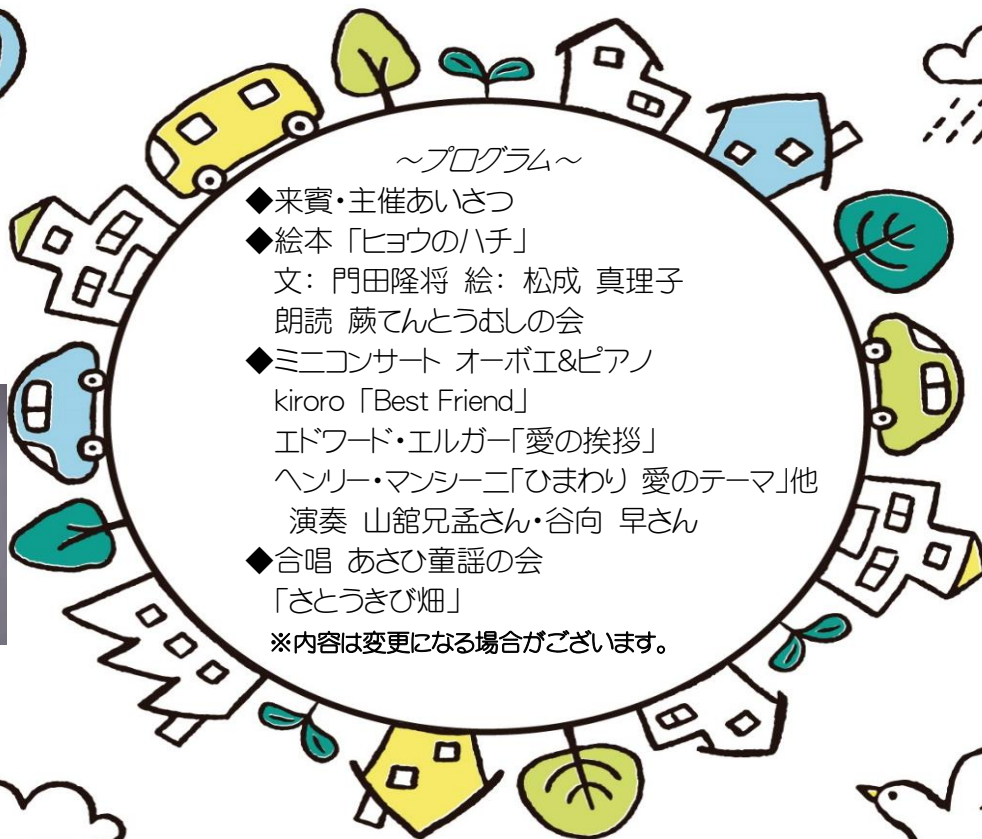 ～プログラム～
◆来賓・主催あいさつ
◆絵本 「ヒョウのハチ」
文： 門田隆将 絵： 松成 真理子
朗読 蕨てんとうむしの会
◆ミニコンサート オーボエ&ピアノ
kiroro 「Best Friend」
エドワード・エルガー「愛の挨拶」
ヘンリー・マンシーニ「ひまわり 愛のテーマ」他
演奏 山舘兄孟さん・谷向 早さん
◆合唱 あさひ童謡の会
「さとうきび畑」
※内容は変更になる場合がございます。